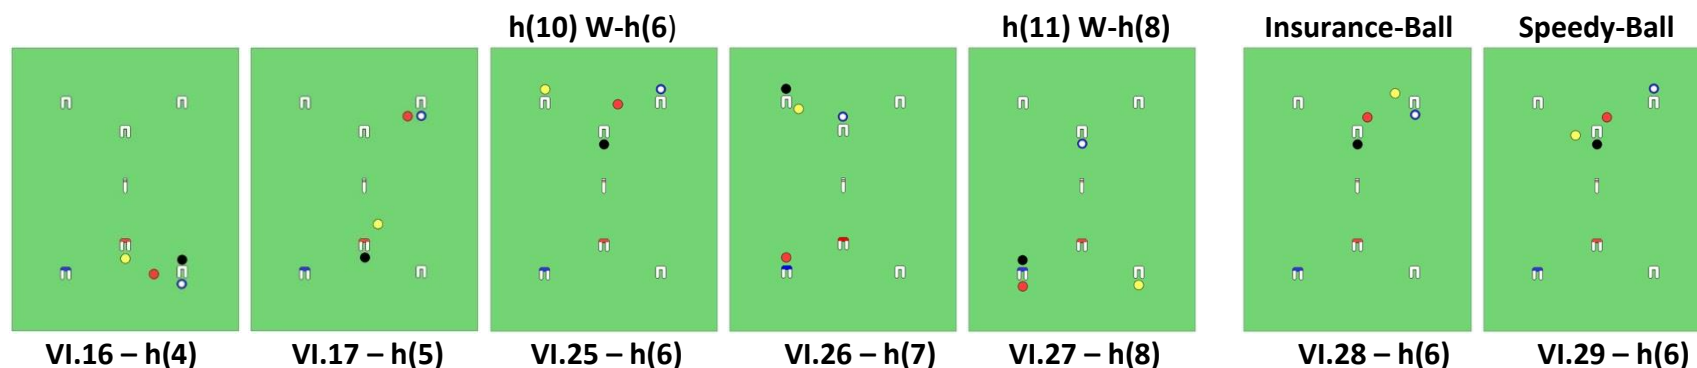 h(10) W-h(6) h(11) W-h(8) Insurance-Ball Speedy-Ball
VI.16 – h(4) VI.17 – h(5) VI.25 – h(6) VI.26 – h(7) VI.27 – h(8) VI.28 – h(6) VI.29 – h(6)